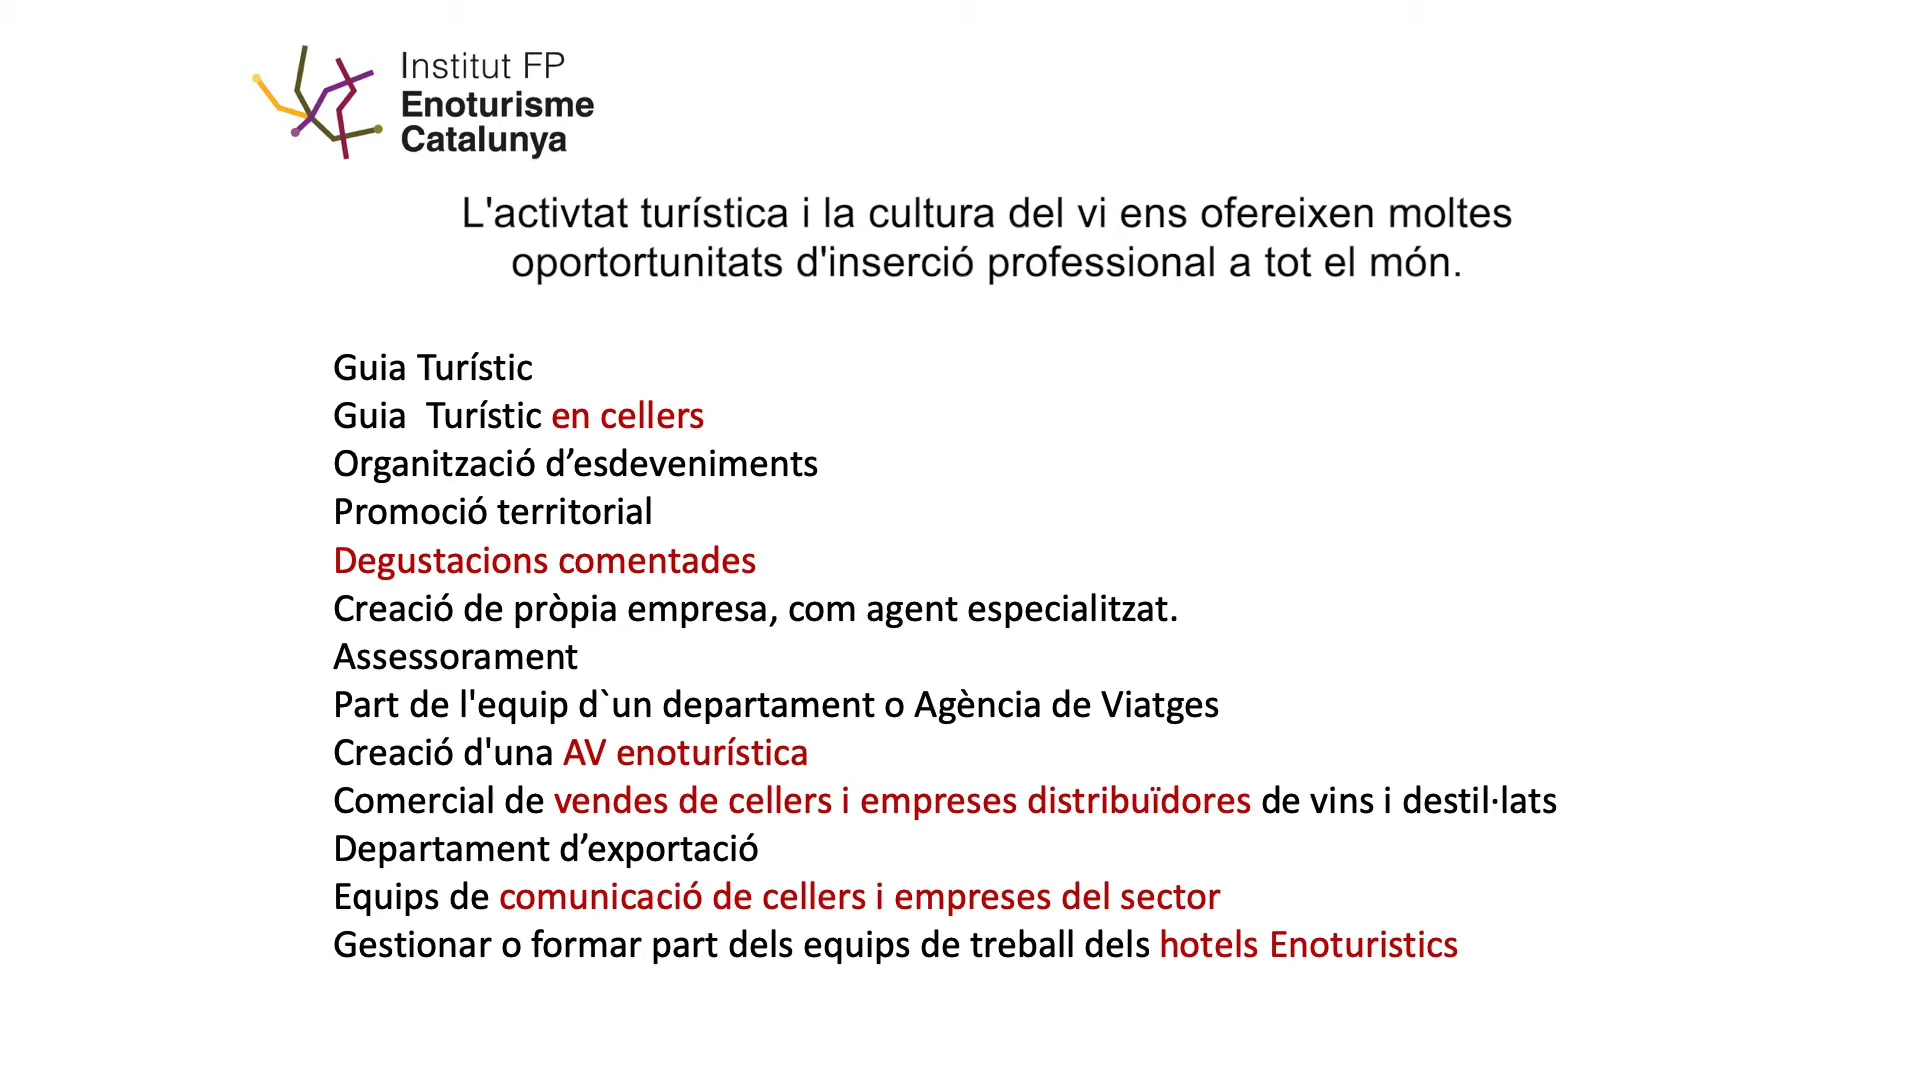 Institut FP
Enoturisme
Catalunya
L'activtat turística i la cultura del vi ens ofereixen moltes
oportortunitats d'inserció professional a tot el món.
Guia Turístic
Guia  Turístic en cellers
Organització d’esdeveniments
Promoció territorial
Degustacions comentades
Creació de pròpia empresa, com agent especialitzat.
Assessorament
Part de l'equip d`un departament o Agència de Viatges
Creació d'una AV enoturística
Comercial de vendes de cellers i empreses distribuïdores de vins i destil·lats
Departament d’exportació
Equips de comunicació de cellers i empreses del sector
Gestionar o formar part dels equips de treball dels hotels Enoturistics